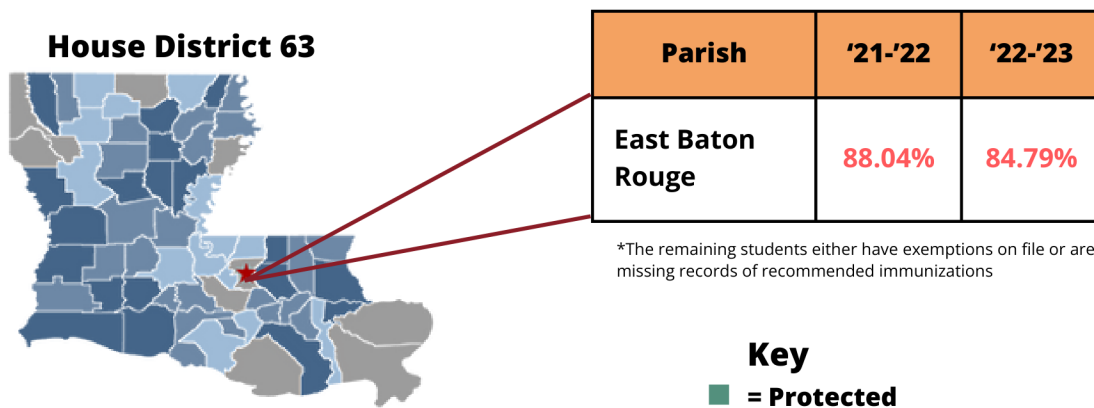 House District 63
Parish ‘21-’22 ‘22-’23
East Baton
Rouge
88.04% 84.79%
*The remaining students either have exemptions on file or are
missing records of recommended immunizations
Key
= Protected